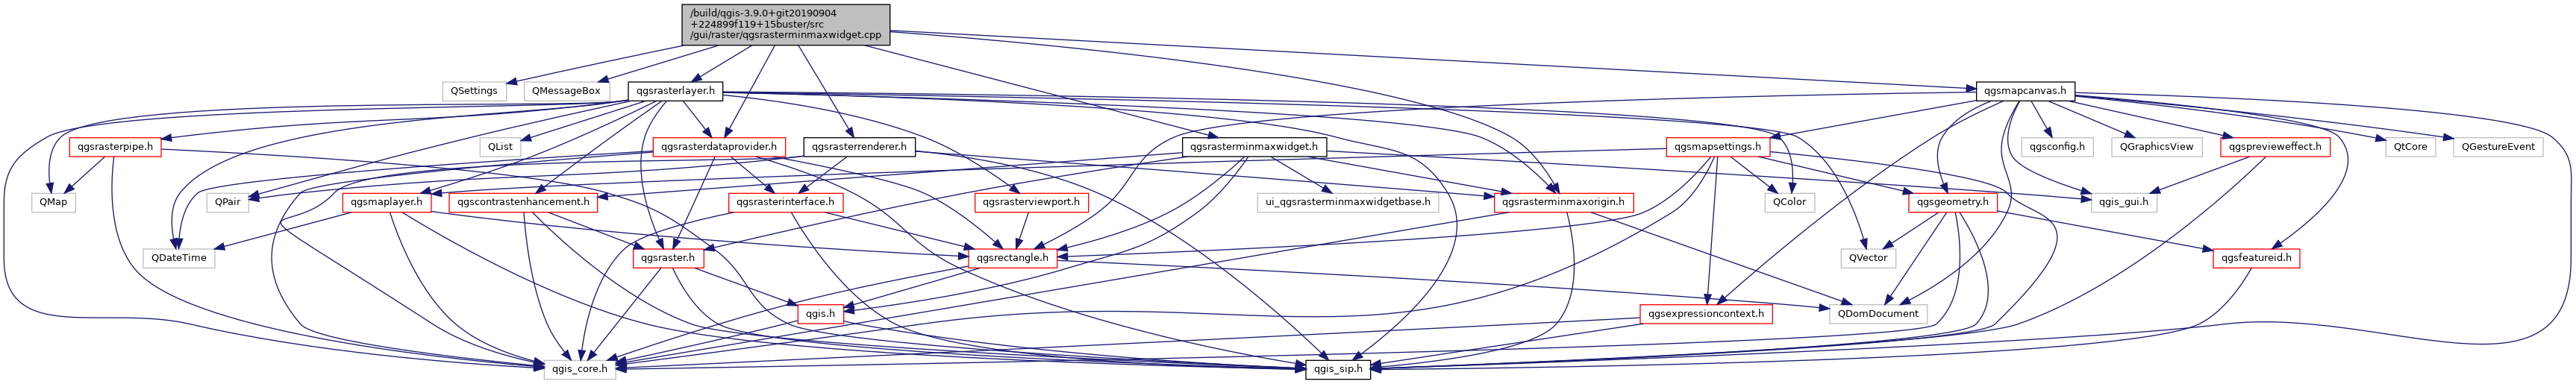 /build/qgis-3.9.0+git20190904
+224899f119+15buster/src
/gui/raster/qgsrasterminmaxwidget.cpp
QSettings
QMessageBox
qgsrasterlayer.h
qgsmapcanvas.h
qgsrasterpipe.h
QList
qgsrasterdataprovider.h
qgsrasterrenderer.h
qgsrasterminmaxwidget.h
qgsmapsettings.h
qgsconfig.h
QGraphicsView
qgsprevieweffect.h
QtCore
QGestureEvent
QMap
QPair
qgsmaplayer.h
qgscontrastenhancement.h
qgsrasterinterface.h
qgsrasterviewport.h
ui_qgsrasterminmaxwidgetbase.h
qgsrasterminmaxorigin.h
QColor
qgsgeometry.h
qgis_gui.h
QDateTime
qgsraster.h
qgsrectangle.h
QVector
qgsfeatureid.h
qgis.h
qgsexpressioncontext.h
QDomDocument
qgis_core.h
qgis_sip.h